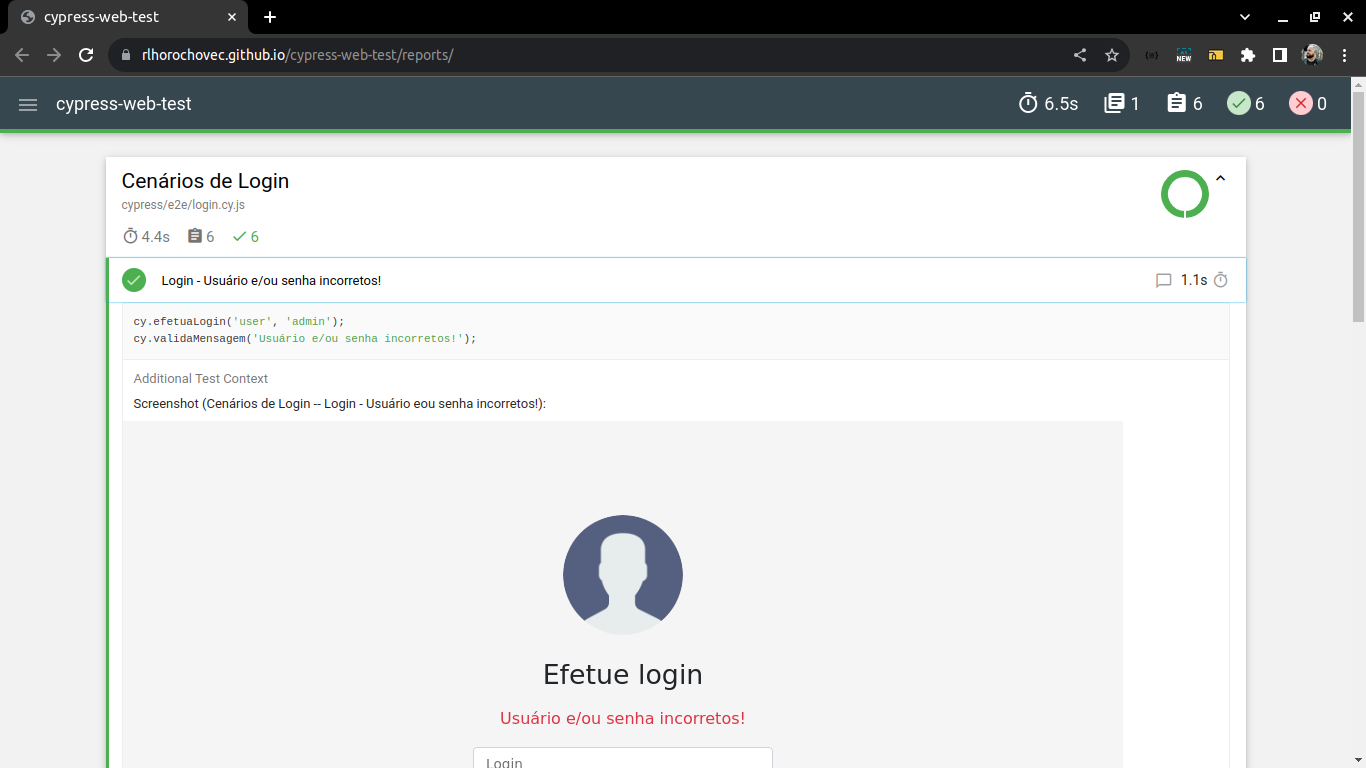 cypress-web-test
rlhorochovec.github.io/cypress-web-test/reports/
NEW
cypress-web-test
6.5s 1 6 6 0
Cenários de Login
cypress/e2e/login.cy.js
4.4s 6 6
Login - Usuário e/ou senha incorretos! 1.1s
cy.efetuaLogin('user', 'admin');
cy.validaMensagem('Usuário e/ou senha incorretos!');
Additional Test Context
Screenshot (Cenários de Login -- Login - Usuário eou senha incorretos!):
Efetue login
Usuário e/ou senha incorretos!
Login